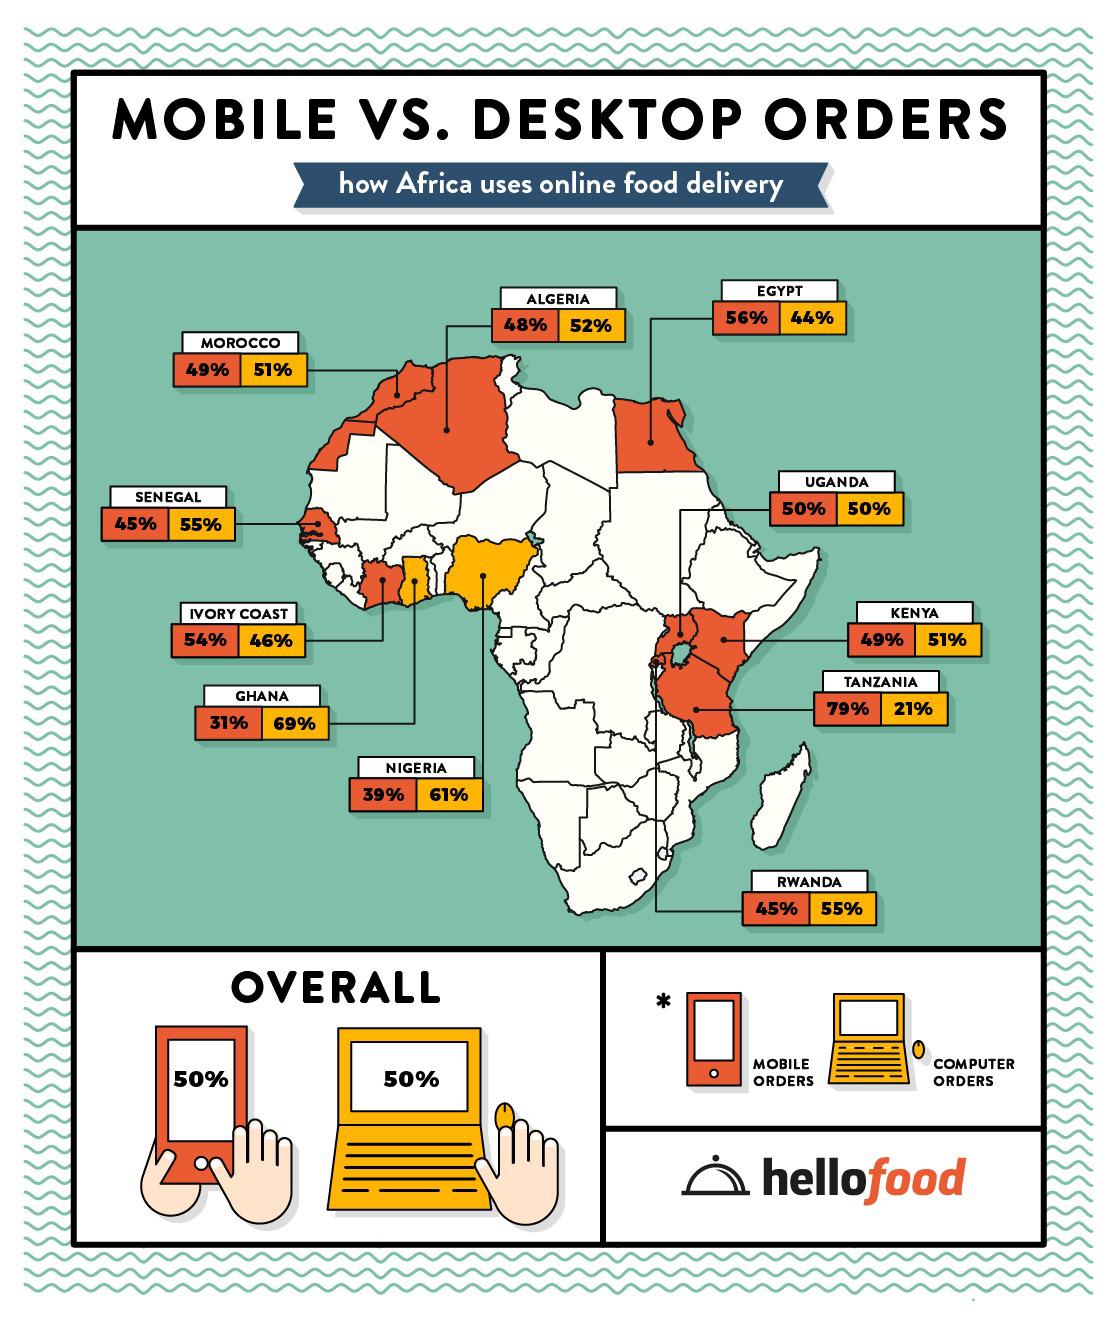 MOBILE VS. DESKTOP ORDERS
how Africa uses online food delivery
ALGERIA
48% 52%
EGYPT
56% 44%
MOROCCO
49% 51%
SENEGAL
45% 55%
UGANDA
50% 50%
IVORY COAST
54% 46%
KENYA
49% 51%
GHANA
31% 69%
TANZANIA
79% 21%
NIGERIA
39% 61%
RWANDA
45% 55%
OVERALL
50%
50%
*
MOBILE
ORDERS
COMPUTER
ORDERS
hellofood